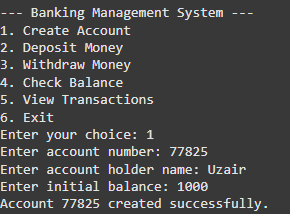 --- Banking Management System ---
1. Create Account
2. Deposit Money
3. Withdraw Money
4. Check Balance
5. View Transactions
6. Exit
Enter your choice: 1
Enter account number: 77825
Enter account holder name: Uzair
Enter initial balance: 1000
Account 77825 created successfully.